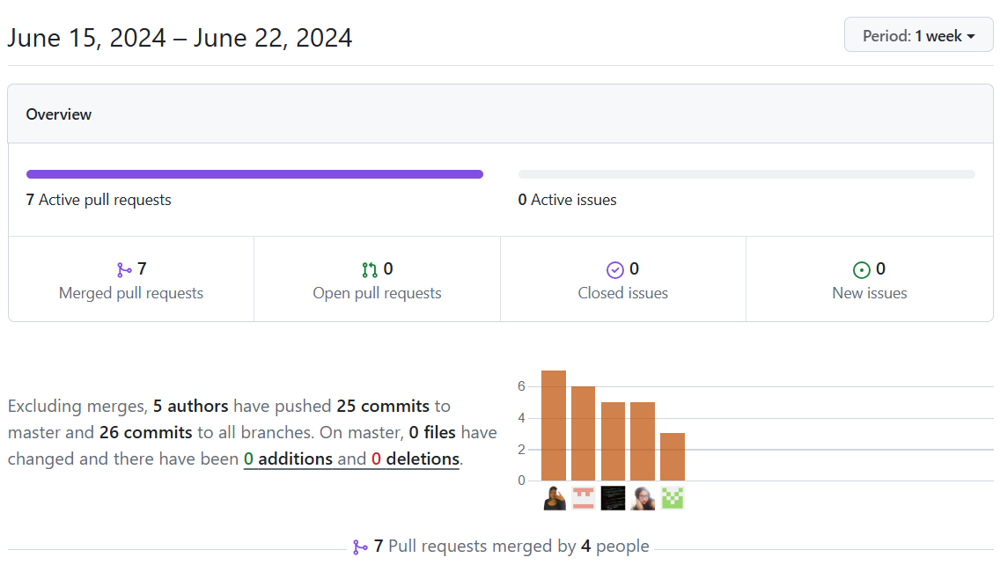 June 15, 2024 – June 22, 2024
Period: 1 week
Overview
7 Active pull requests
0 Active issues
7
Merged pull requests
0
Open pull requests
0
Closed issues
0
New issues
Excluding merges, 5 authors have pushed 25 commits to
master and 26 commits to all branches. On master, 0 files have
changed and there have been 0 additions and 0 deletions.
6
4
2
0
7 Pull requests merged by 4 people